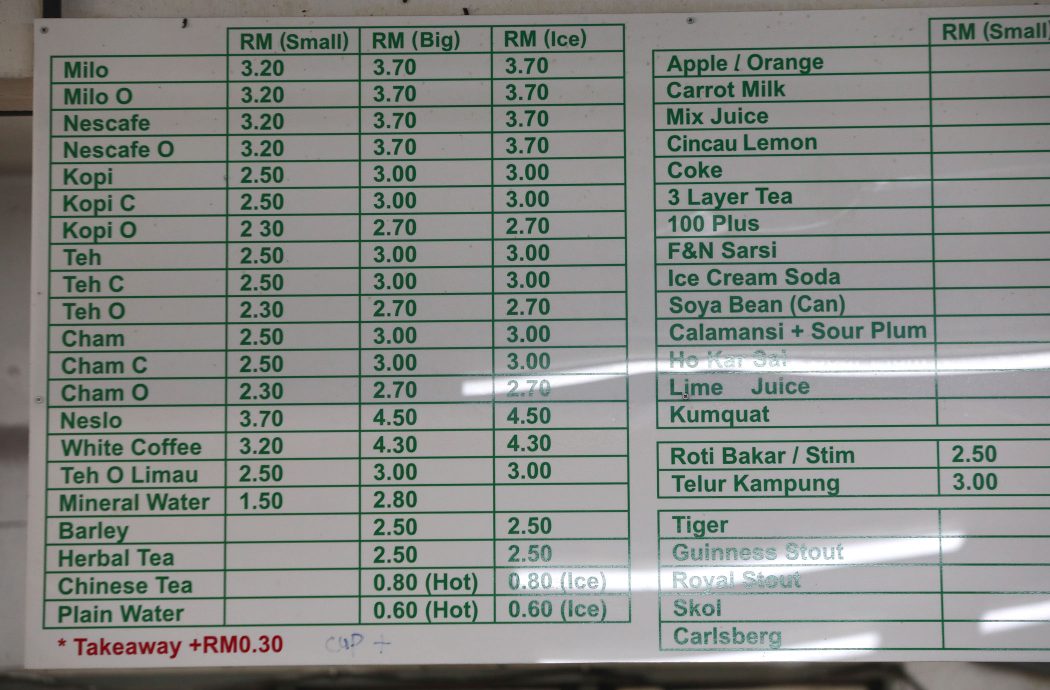 RM (Small) RM (Big) RM (Ice)
Milo 3.20 3.70 3.70
Milo O 3.20 3.70 3.70
Nescafe 3.20 3.70 3.70
Nescafe O 3.20 3.70 3.70
Kopi 2.50 3.00 3.00
Kopi C 2.50 3.00 3.00
Kopi O 2 30 2.70 2.70
Teh 2.50 3.00 3.00
Teh C 2.50 3.00 3.00
Teh O 2.30 2.70 2.70
Cham 2.50 3.00 3.00
Cham C 2.50 3.00 3.00
Cham O 2.30 2.70 2.70
Neslo 3.70 4.50 4.50
White Coffee 3.20 4.30 4.30
Teh O Limau 2.50 3.00 3.00
Mineral Water 1.50 2.80
Barley 2.50 2.50
Herbal Tea 2.50 2.50
Chinese Tea 0.80 (Hot) 0.80 (Ice)
Plain Water 0.60 (Hot) 0.60 (Ice)
* Takeaway +RM0.30 cup +
RM (Small)
Apple / Orange
Carrot Milk
Mix Juice
Cincau Lemon
Coke
3 Layer Tea
100 Plus
F&N Sarsi
Ice Cream Soda
Soya Bean (Can)
Calamansi + Sour Plum
Ho Kar Sai
Lime Juice
Kumquat
Roti Bakar / Stim 2.50
Telur Kampung 3.00
Tiger
Guinness Stout
Royal Stout
Skol
Carlsberg